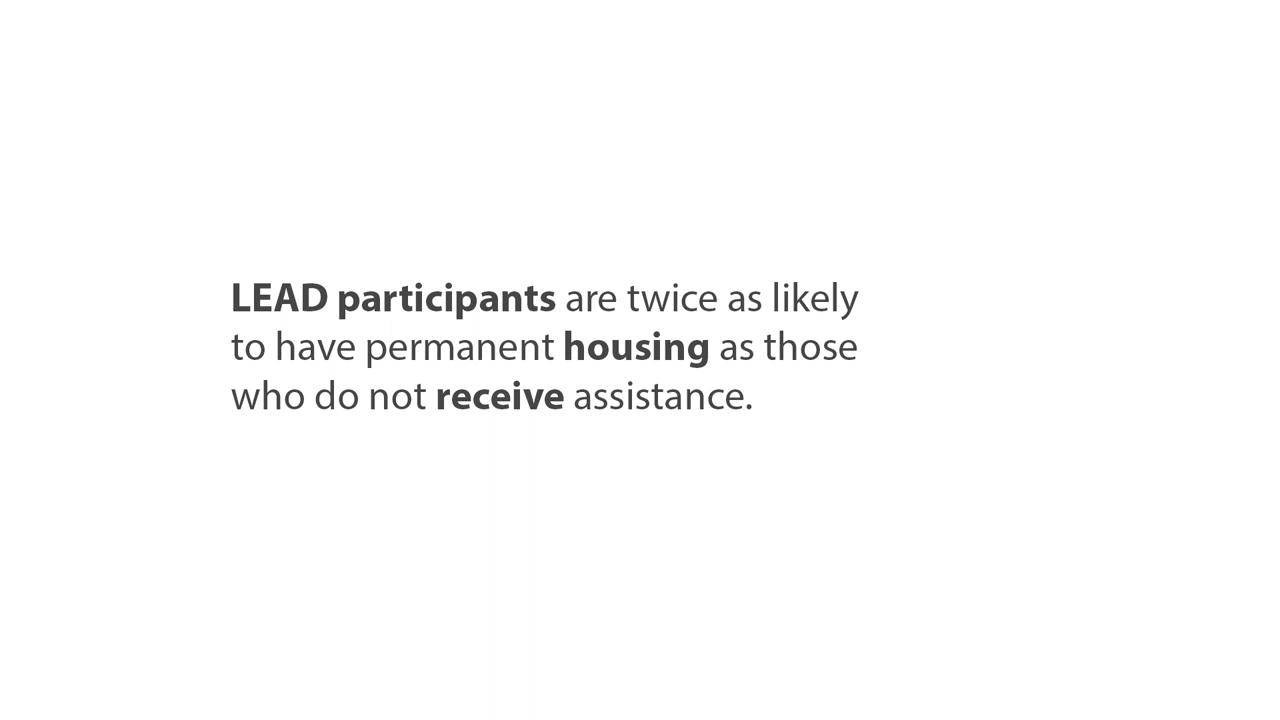 LEAD participants are twice as likely
to have permanent housing as those
who do not receive assistance.